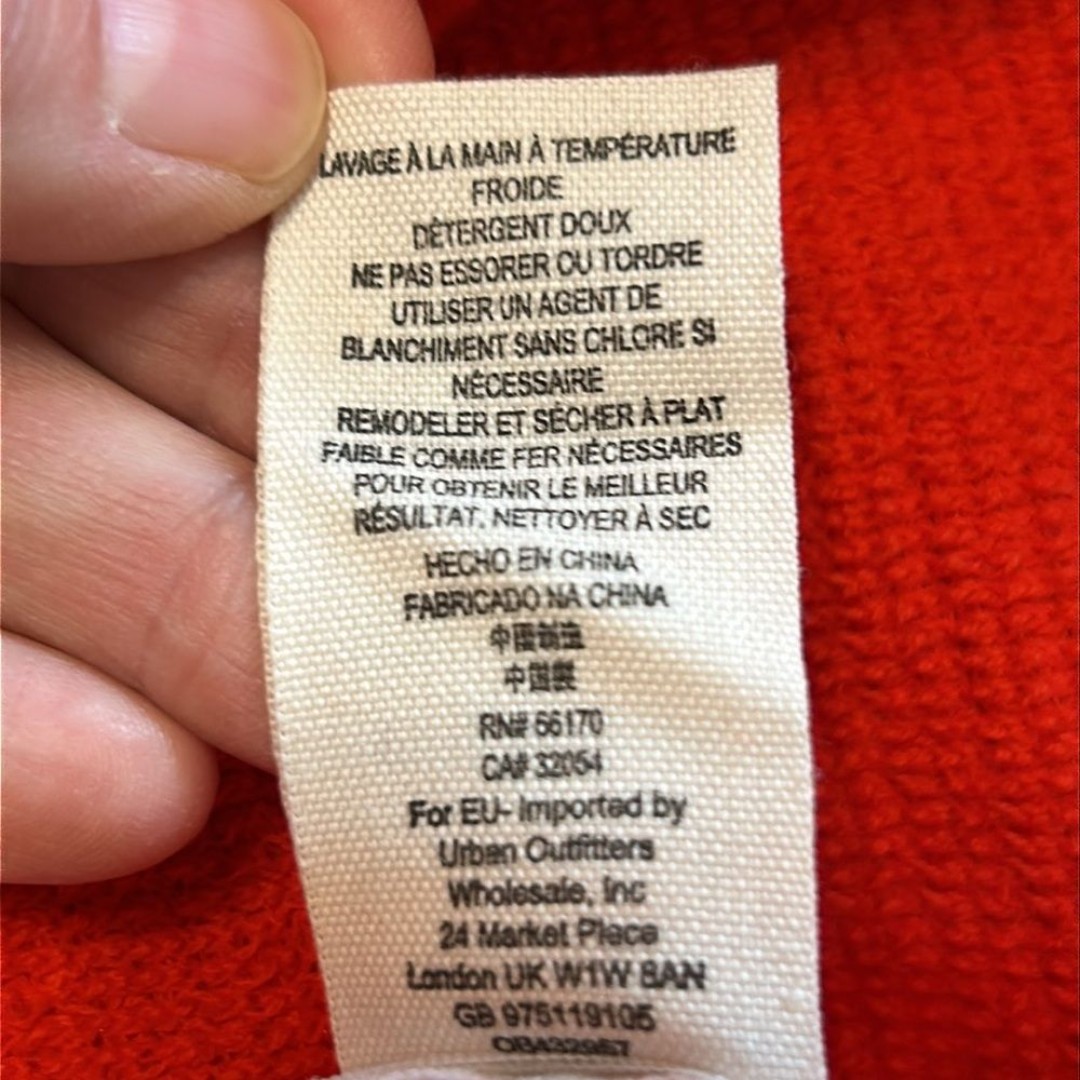 LAVAGE À LA MAIN À TEMPÉRATURE
FROIDE
DÉTERGENT DOUX
NE PAS ESSORER OU TORDRE
UTILISER UN AGENT DE
BLANCHIMENT SANS CHLORE SI
NÉCESSAIRE
REMODELER ET SÉCHER À PLAT
FAIBLE COMME FER NÉCESSAIRES
POUR OBTENIR LE MEILLEUR
RÉSULTAT. NETTOYER À SEC
HECHO EN CHINA
FABRICADO NA CHINA
中國制造
中国製
RN# 66170
CA# 32054
For EU- Imported by
Urban Outfitters
Wholesale, Inc
24 Market Place
London UK W1W 8AN
GB 975119105